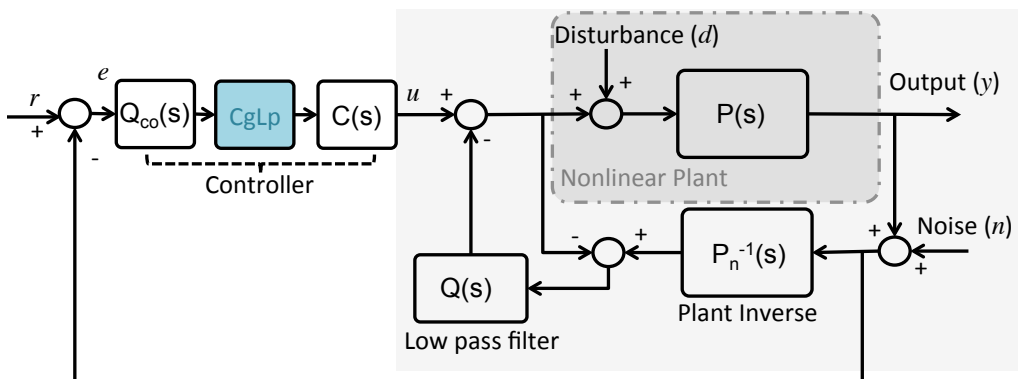 Disturbance (d)
+
r
+
-
e
Q_co(s)
CgLp
C(s)
u
+
-
+
P(s)
Output (y)
Controller
Nonlinear Plant
Q(s)
Low pass filter
-
+
P_n^-1(s)
Plant Inverse
+
Noise (n)
+